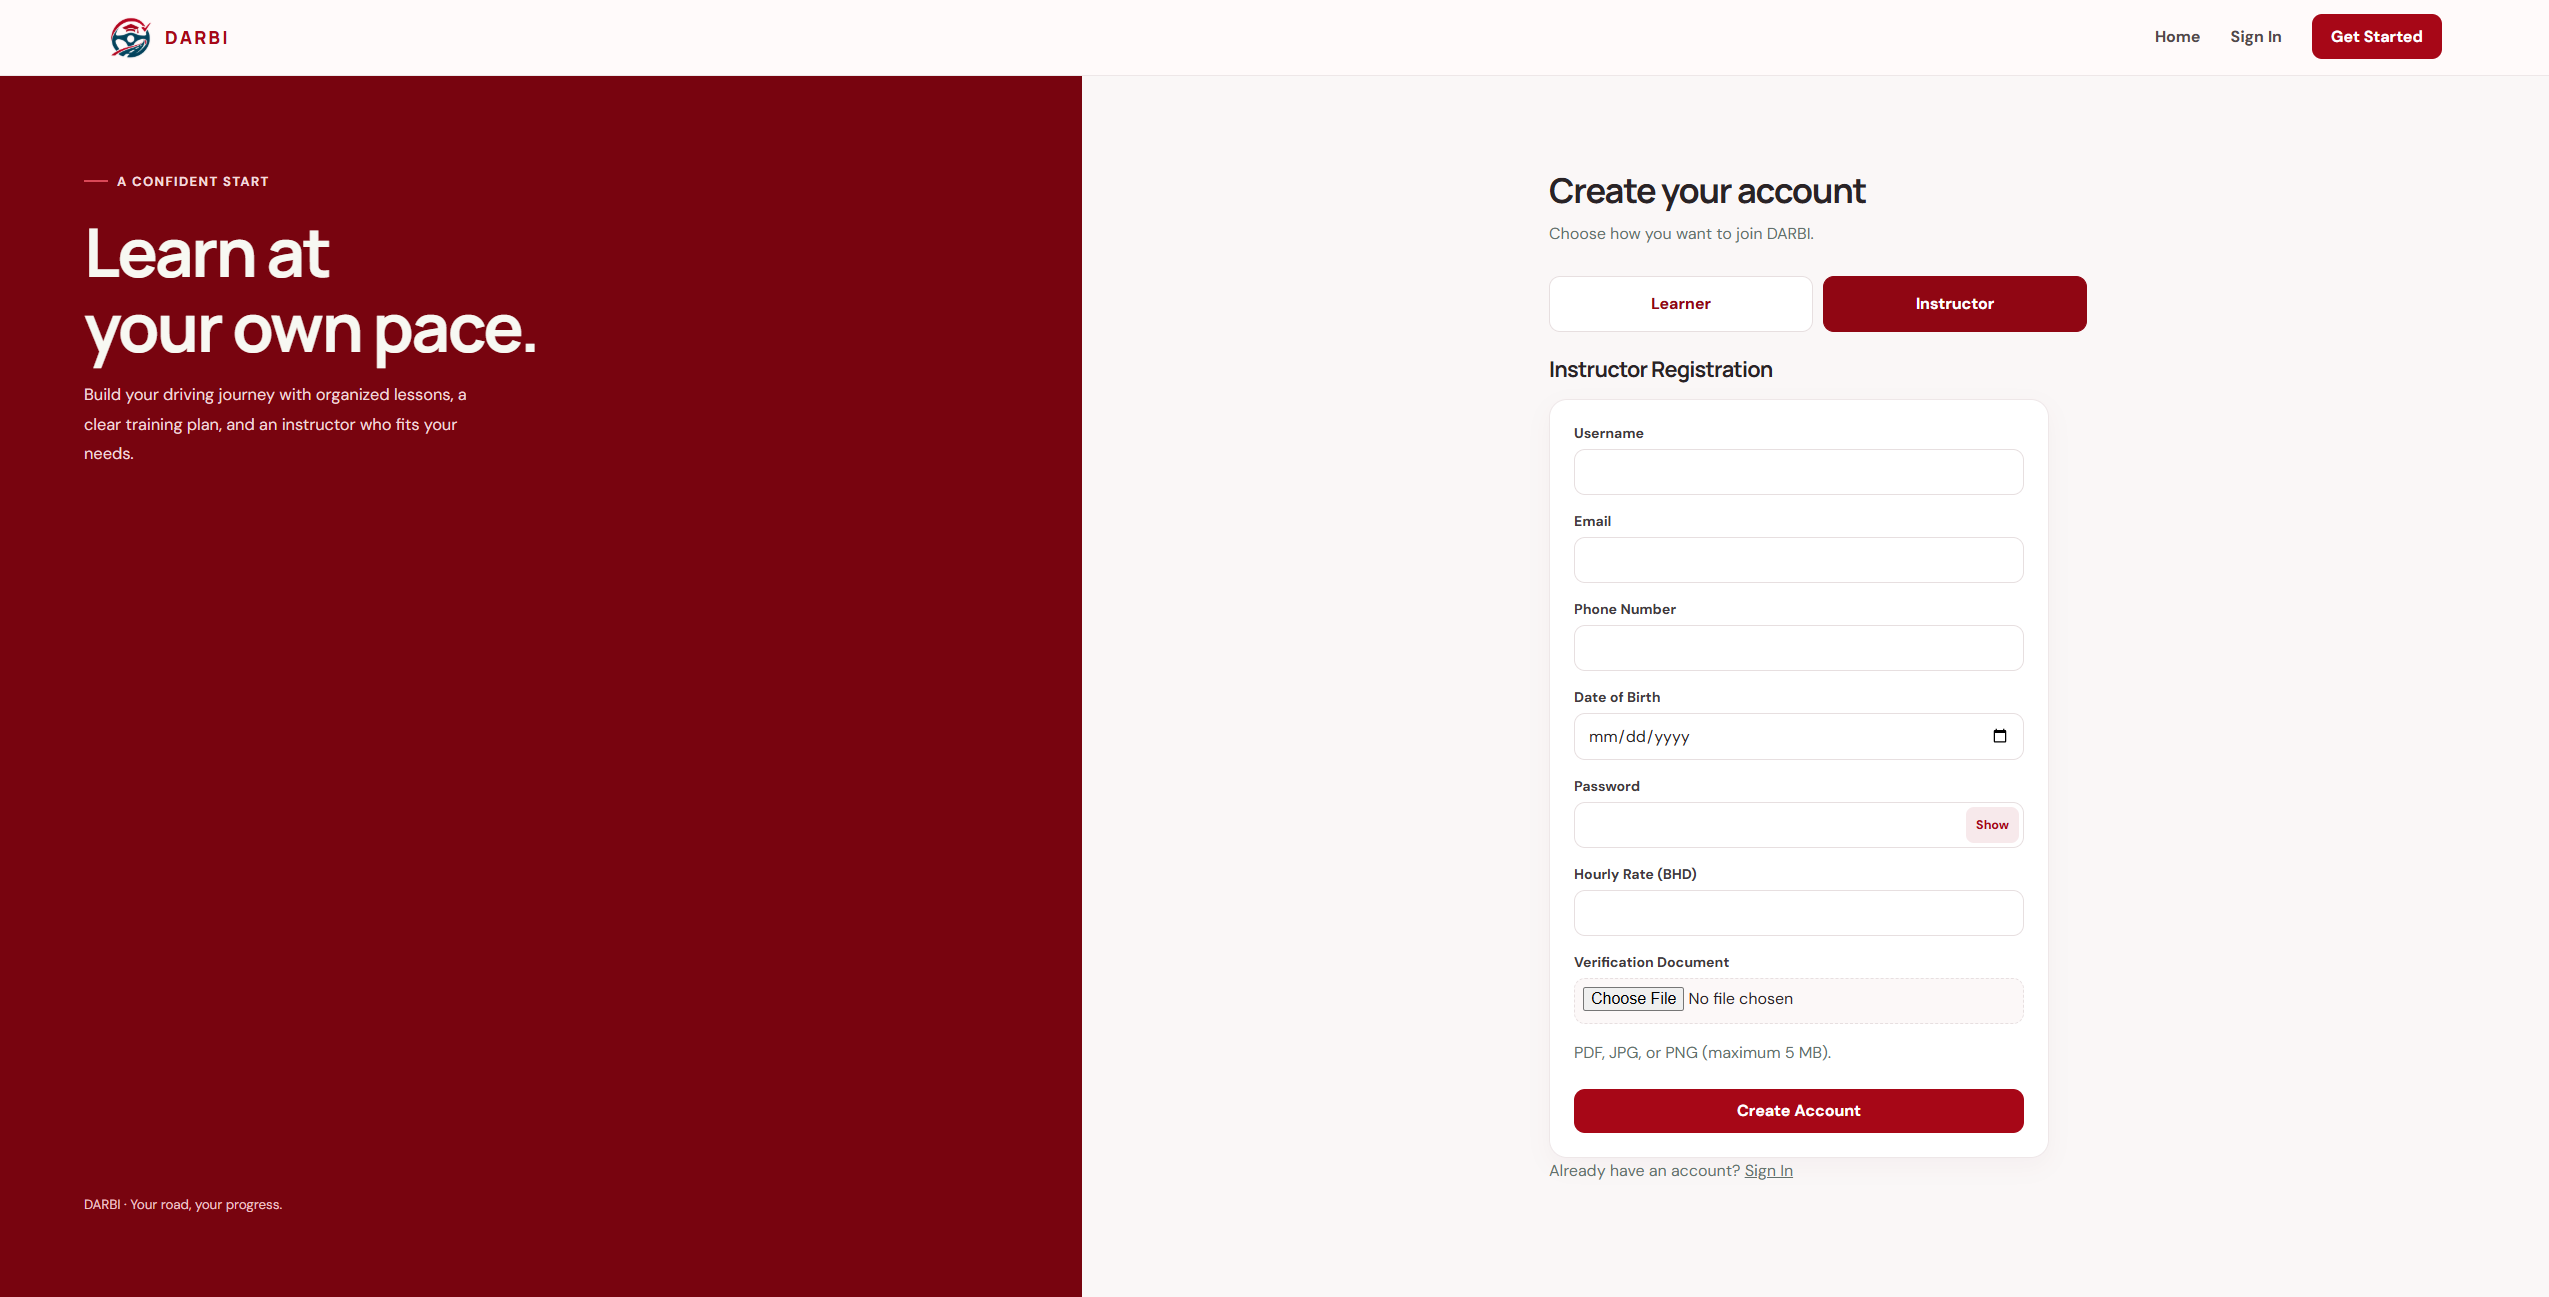 DARBI
Home
Sign In
Get Started
A CONFIDENT START
Learn at
your own pace.
Build your driving journey with organized lessons, a
clear training plan, and an instructor who fits your
needs.
DARBI · Your road, your progress.
Create your account
Choose how you want to join DARBI.
Learner
Instructor
Instructor Registration
Username
Email
Phone Number
Date of Birth
mm/dd/yyyy
Password
Show
Hourly Rate (BHD)
Verification Document
Choose File No file chosen
PDF, JPG, or PNG (maximum 5 MB).
Create Account
Already have an account? Sign In